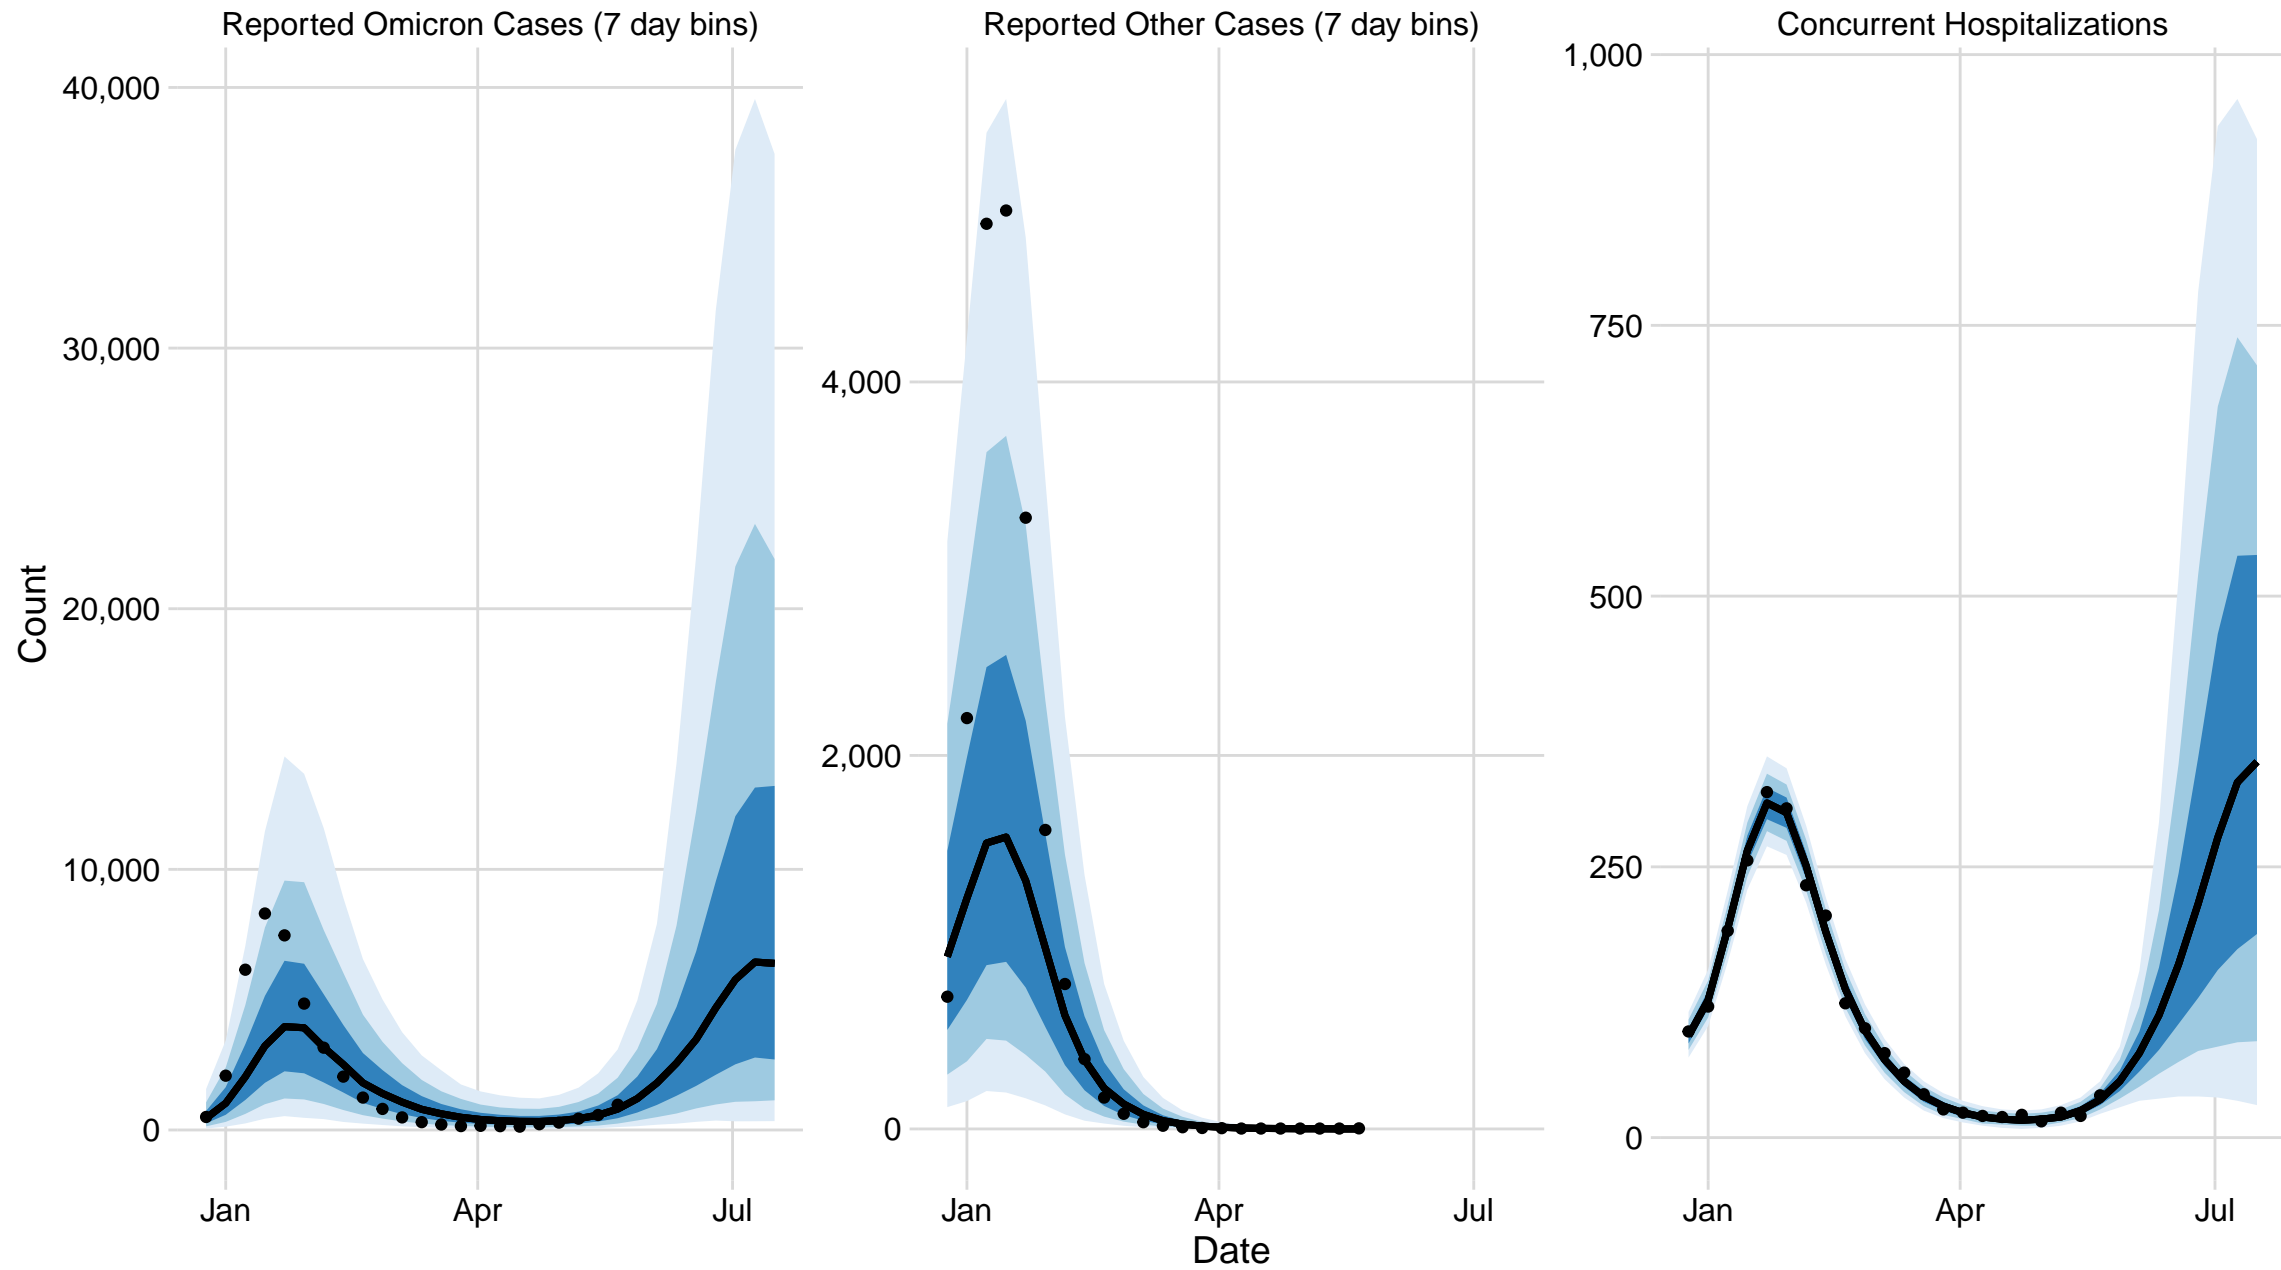 Reported Omicron Cases (7 day bins)
Reported Other Cases (7 day bins)
Concurrent Hospitalizations
Count
40,000
30,000
20,000
10,000
0
4,000
2,000
0
1,000
750
500
250
0
Jan
Apr
Jul
Jan
Apr
Jul
Jan
Apr
Jul
Date